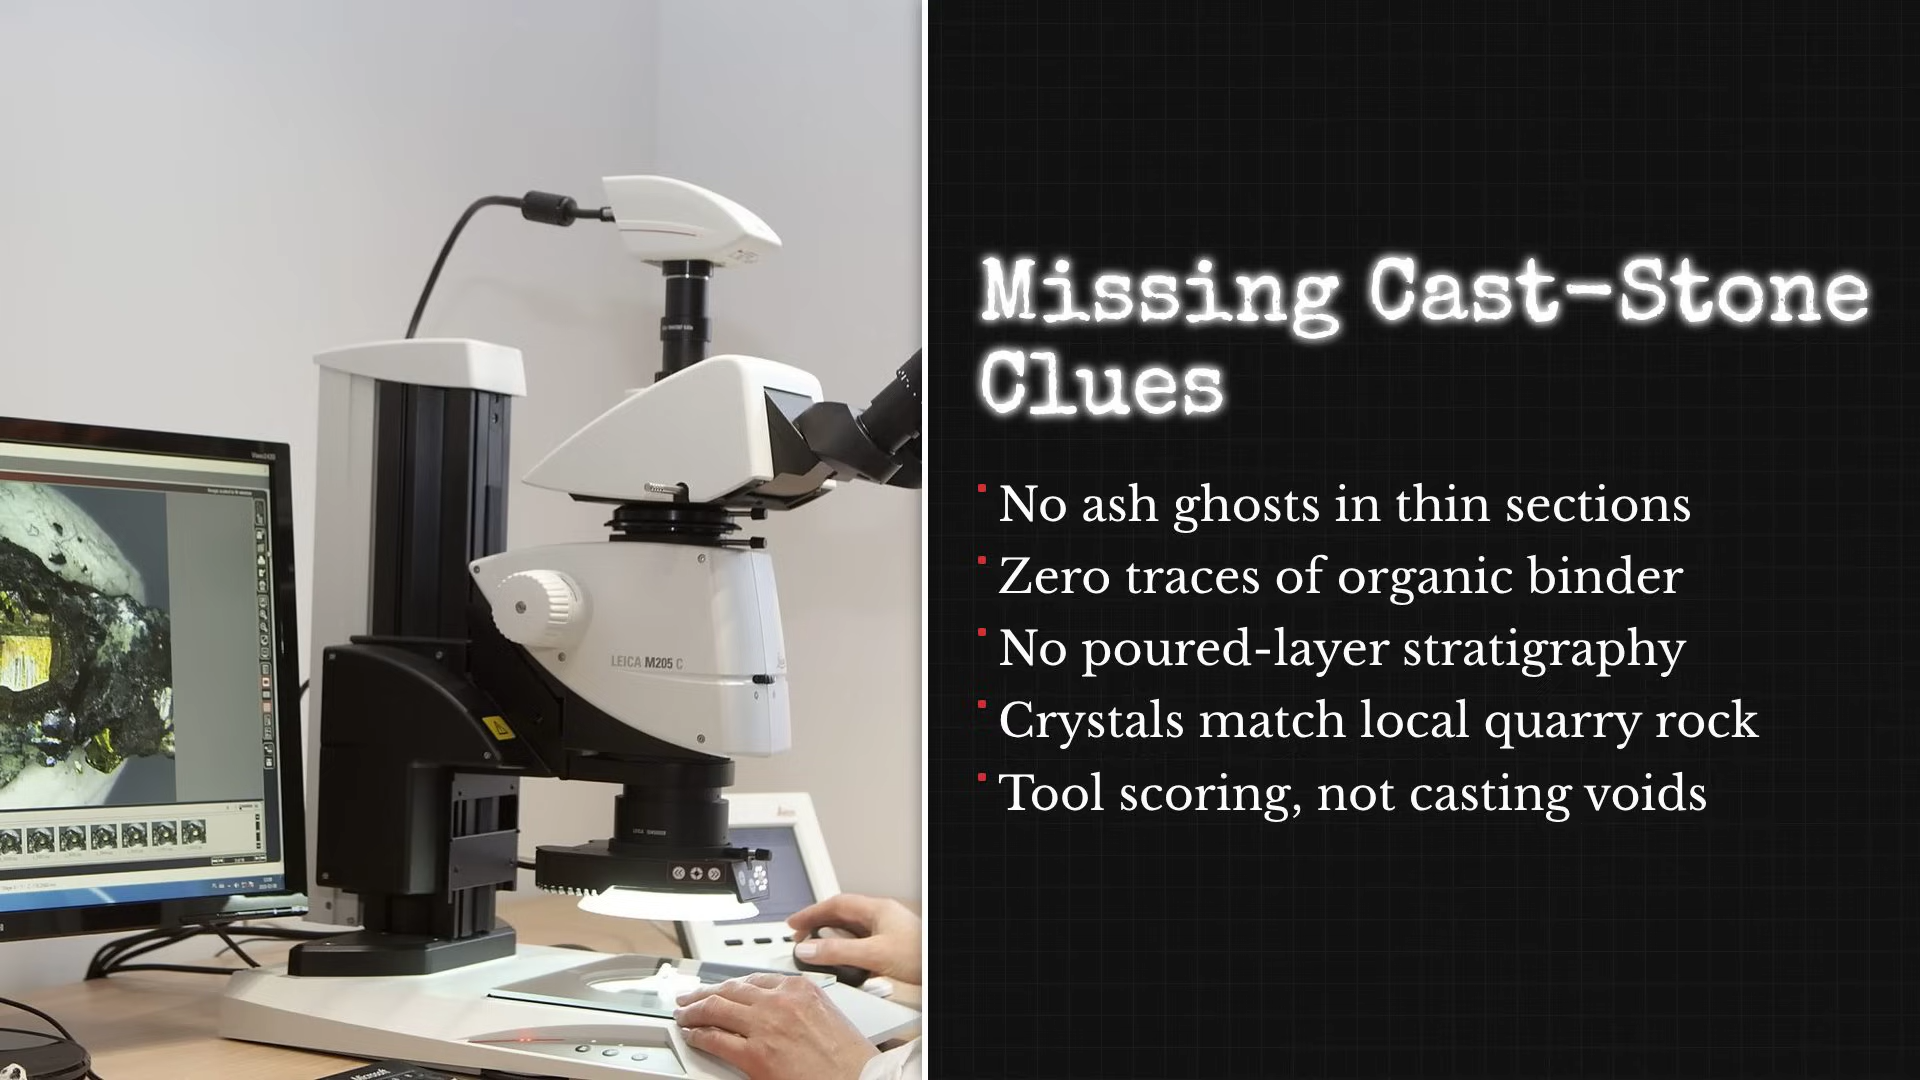 Missing Cast-Stone
Clues
No ash ghosts in thin sections
Zero traces of organic binder
No poured-layer stratigraphy
Crystals match local quarry rock
Tool scoring, not casting voids
LEICA M205 C
Microsoft